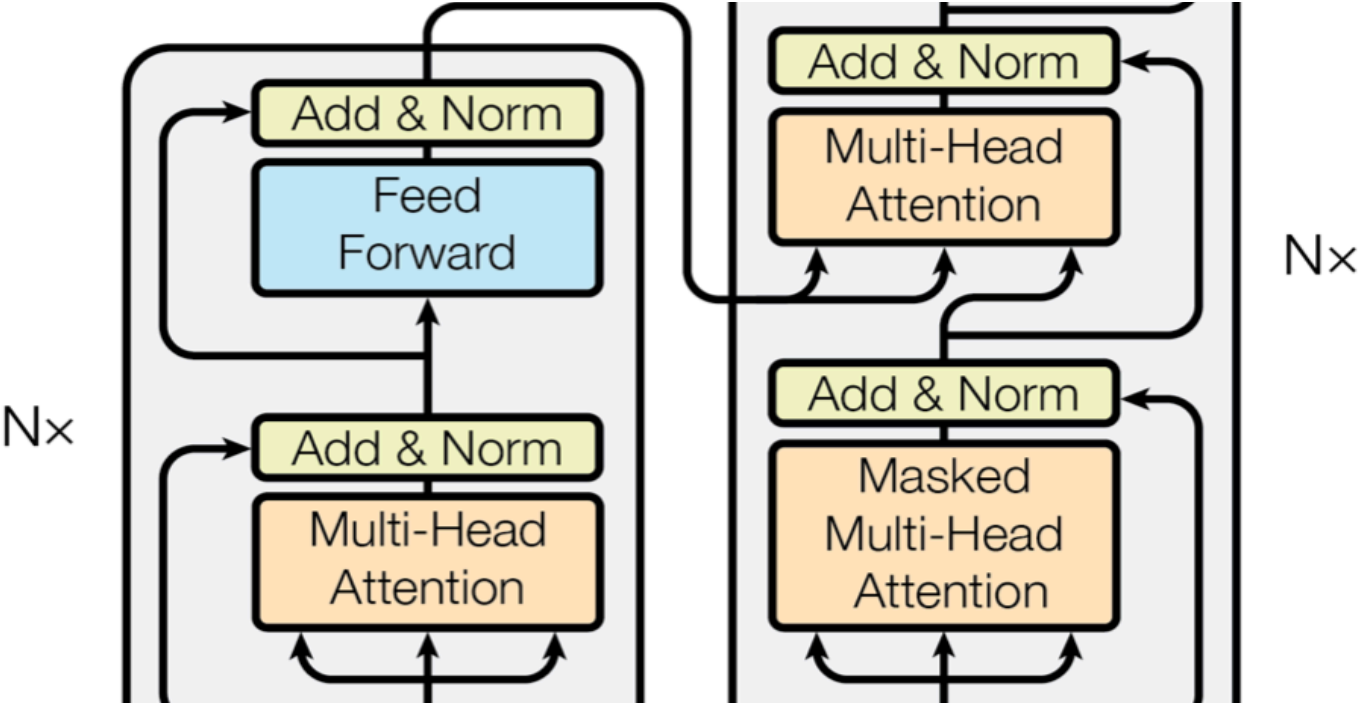 Add & Norm
Feed
Forward
Nx
Add & Norm
Multi-Head
Attention
Add & Norm
Multi-Head
Attention
Nx
Add & Norm
Masked
Multi-Head
Attention